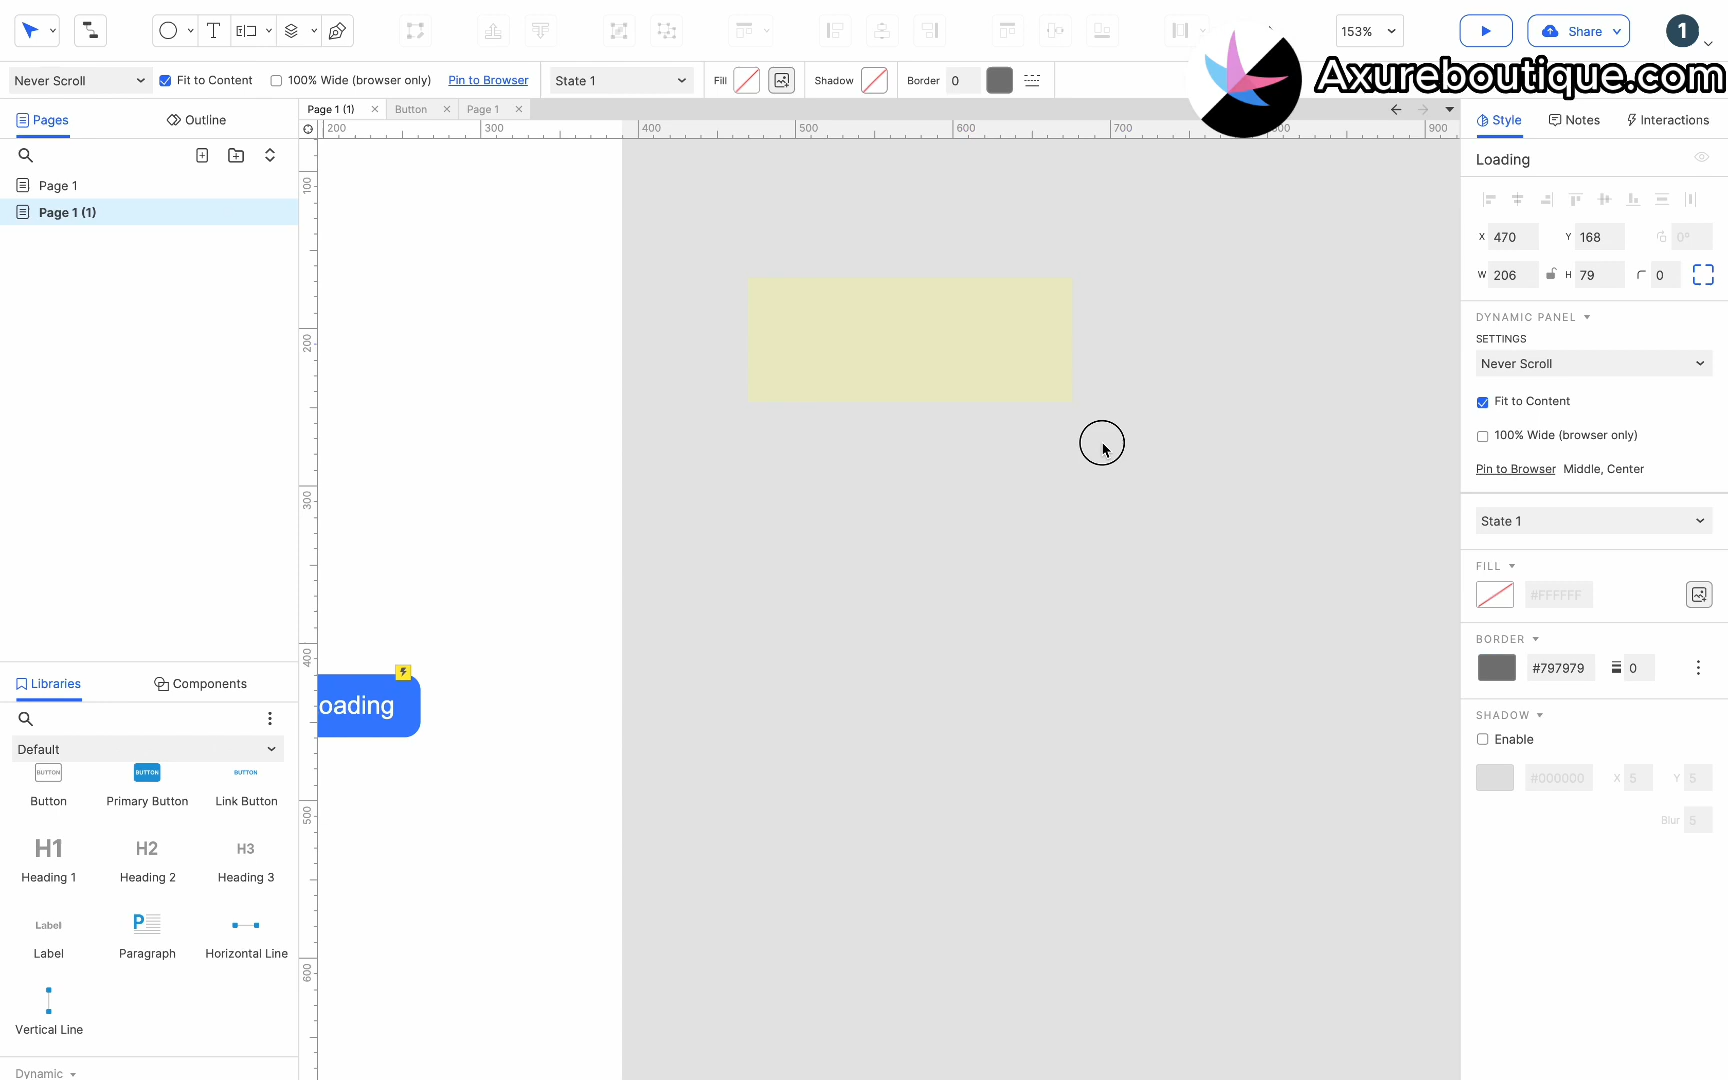 153%
Share
1
Axureboutique.com
Never Scroll
Fit to Content
100% Wide (browser only)
Pin to Browser
State 1
Fill
Shadow
Border
0
Page 1 (1)
Button
Page 1
Pages
Outline
200
300
400
500
600
700
900
Style
Notes
Interactions
Page 1
Page 1 (1)
Loading
X 470
Y 168
0°
W 206
H 79
0
DYNAMIC PANEL
SETTINGS
Never Scroll
Fit to Content
100% Wide (browser only)
Pin to Browser Middle, Center
State 1
FILL
#FFFFFF
BORDER
#797979
0
SHADOW
Enable
#000000
X 5
Y 5
Blur 5
100
200
300
400
500
600
oading
Libraries
Components
Default
BUTTON
BUTTON
BUTTON
Button
Primary Button
Link Button
H1
H2
H3
Heading 1
Heading 2
Heading 3
Label
P
Label
Paragraph
Horizontal Line
Vertical Line
Dynamic